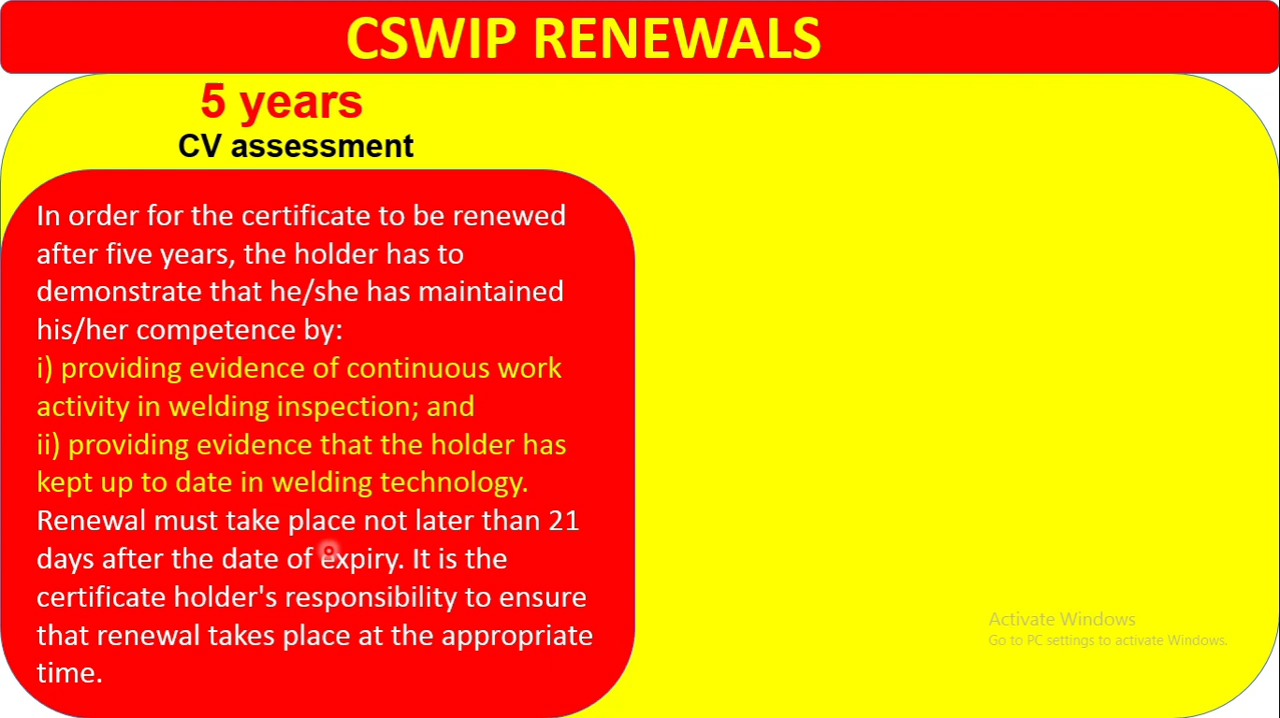 CSWIP RENEWALS
5 years
CV assessment
In order for the certificate to be renewed
after five years, the holder has to
demonstrate that he/she has maintained
his/her competence by:
i) providing evidence of continuous work
activity in welding inspection; and
ii) providing evidence that the holder has
kept up to date in welding technology.
Renewal must take place not later than 21
days after the date of expiry. It is the
certificate holder's responsibility to ensure
that renewal takes place at the appropriate
time.
Activate Windows
Go to PC settings to activate Windows.